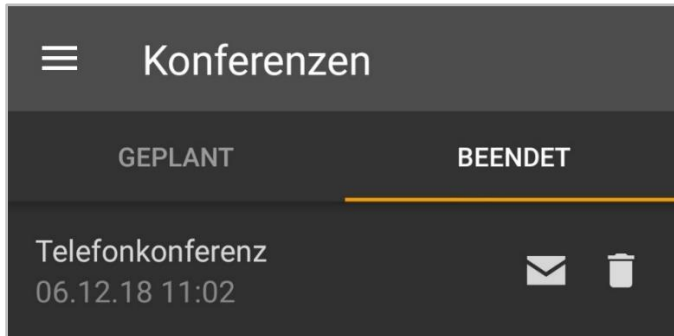 Konferenzen
GEPLANT
BEENDET
Telefonkonferenz
06.12.18 11:02